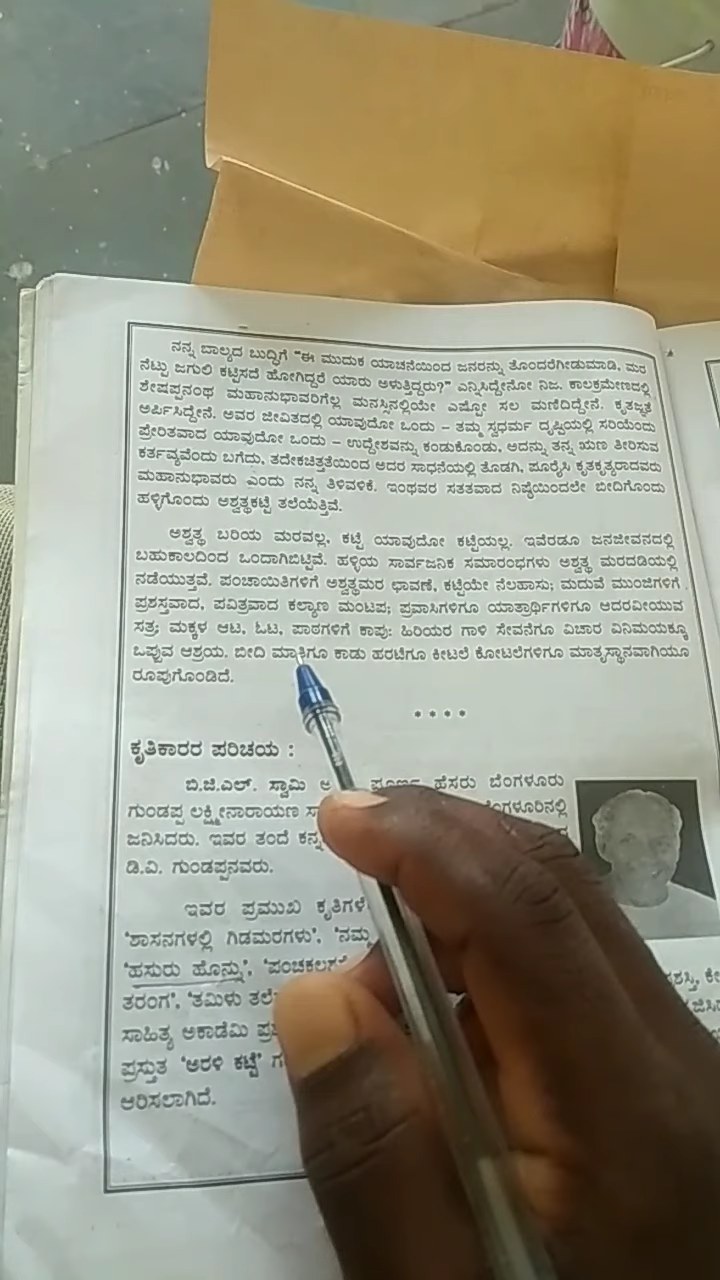 ನನ್ನ ಬಾಲ್ಯದ ಬುದ್ಧಿಗೆ "ಈ ಮುದುಕ ಯಾಚನೆಯಿಂದ ಜನರನ್ನು ತೊಂದರೆಗೀಡುಮಾಡಿ, ಮರ
ನೆಟ್ಟು ಜಗುಲಿ ಕಟ್ಟಿಸದೆ ಹೋಗಿದ್ದರೆ ಯಾರು ಅಳುತ್ತಿದ್ದರು?" ಎನ್ನಿಸಿದ್ದೇನೋ ನಿಜ. ಕಾಲಕ್ರಮೇಣದಲ್ಲಿ
ಶೇಷಪ್ಪನಂಥ ಮಹಾನುಭಾವರಿಗೆಲ್ಲ ಮನಸ್ಸಿನಲ್ಲಿಯೇ ಎಷ್ಟೋ ಸಲ ಮಣಿದಿದ್ದೇನೆ. ಕೃತಜ್ಞತೆ
ಅರ್ಪಿಸಿದ್ದೇನೆ. ಅವರ ಜೀವಿತದಲ್ಲಿ ಯಾವುದೋ ಒಂದು – ತಮ್ಮ ಸ್ವಧರ್ಮ ದೃಷ್ಟಿಯಲ್ಲಿ ಸರಿಯೆಂದು
ಪ್ರೇರಿತವಾದ ಯಾವುದೋ ಒಂದು – ಉದ್ದೇಶವನ್ನು ಕಂಡುಕೊಂಡು, ಅದನ್ನು ತನ್ನ ಋಣ ತೀರಿಸುವ
ಕರ್ತವ್ಯವೆಂದು ಬಗೆದು, ತದೇಕಚಿತ್ತತೆಯಿಂದ ಅದರ ಸಾಧನೆಯಲ್ಲಿ ತೊಡಗಿ, ಪೂರೈಸಿ ಕೃತಕೃತ್ಯರಾದವರು
ಮಹಾನುಭಾವರು ಎಂದು ನನ್ನ ತಿಳಿವಳಿಕೆ. ಇಂಥವರ ಸತತವಾದ ನಿಷ್ಠೆಯಿಂದಲೇ ಬೀದಿಗೊಂದು
ಹಳ್ಳಿಗೊಂದು ಅಶ್ವತ್ಥಕಟ್ಟೆ ತಲೆಯೆತ್ತಿವೆ.
ಅಶ್ವತ್ಥ ಬರಿಯ ಮರವಲ್ಲ, ಕಟ್ಟೆ ಯಾವುದೋ ಕಟ್ಟೆಯಲ್ಲ. ಇವೆರಡೂ ಜನಜೀವನದಲ್ಲಿ
ಬಹುಕಾಲದಿಂದ ಒಂದಾಗಿಬಿಟ್ಟಿವೆ. ಹಳ್ಳಿಯ ಸಾರ್ವಜನಿಕ ಸಮಾರಂಭಗಳು ಅಶ್ವತ್ಥ ಮರದಡಿಯಲ್ಲಿ
ನಡೆಯುತ್ತವೆ. ಪಂಚಾಯಿತಿಗಳಿಗೆ ಅಶ್ವತ್ಥಮರ ಛಾವಣಿ, ಕಟ್ಟೆಯೇ ನೆಲಹಾಸು; ಮದುವೆ ಮುಂಜಿಗಳಿಗೆ
ಪ್ರಶಸ್ತವಾದ, ಪವಿತ್ರವಾದ ಕಲ್ಯಾಣ ಮಂಟಪ; ಪ್ರವಾಸಿಗಳಿಗೂ ಯಾತ್ರಾರ್ಥಿಗಳಿಗೂ ಆದರವೀಯುವ
ಸತ್ರ; ಮಕ್ಕಳ ಆಟ, ಓಟ, ಪಾಠಗಳಿಗೆ ಕಾಪು; ಹಿರಿಯರ ಗಾಳಿ ಸೇವನೆಗೂ ವಿಚಾರ ವಿನಿಮಯಕ್ಕೂ
ಒಪ್ಪುವ ಆಶ್ರಯ. ಬೀದಿ ಮಾತಿಗೂ ಕಾಡು ಹರಟೆಗೂ ಕೀಟಲೆ ಕೋಟಲೆಗಳಿಗೂ ಮಾತೃಸ್ಥಾನವಾಗಿಯೂ
ರೂಪುಗೊಂಡಿದೆ.
* * * *
ಕೃತಿಕಾರರ ಪರಿಚಯ :
ಬಿ.ಜಿ.ಎಲ್. ಸ್ವಾಮಿ ಹೆಸರು ಬೆಂಗಳೂರು
ಗುಂಡಪ್ಪ ಲಕ್ಷ್ಮೀನಾರಾಯಣ
ಜನಿಸಿದರು. ಇವರ ತಂದೆ
ಡಿ.ವಿ. ಗುಂಡಪ್ಪನವರು.
ಇವರ ಪ್ರಮುಖ
'ಶಾಸನಗಳಲ್ಲಿ ಗಿಡಮರಗಳು', 'ನಮ್ಮ
'ಹಸುರು ಹೊನ್ನು',
ತರಂಗ', 'ತಮಿಳು
ಸಾಹಿತ್ಯ ಅಕಾಡೆಮಿ
ಪ್ರಸ್ತುತ 'ಅರಳಿ ಕಟ್ಟೆ'
ಆರಿಸಲಾಗಿದೆ.